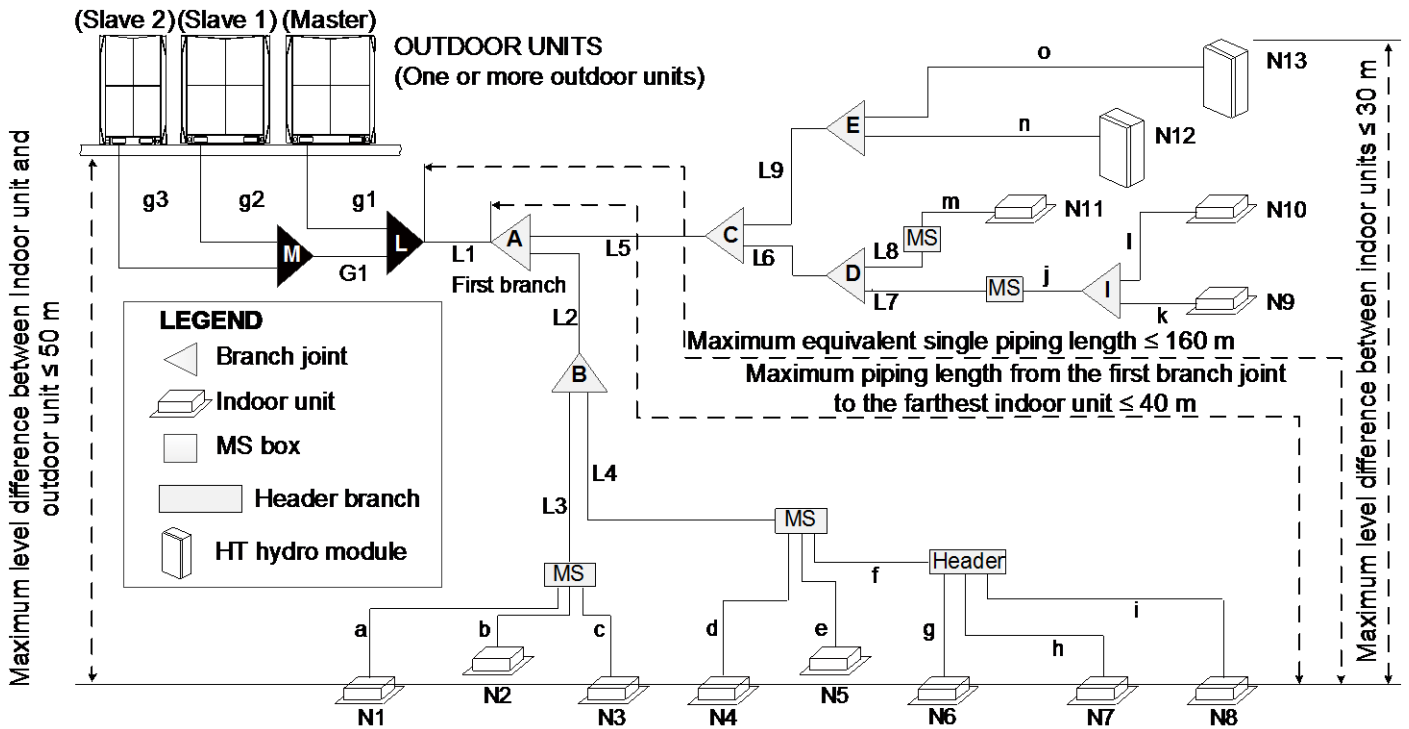 (Slave 2) (Slave 1) (Master)
OUTDOOR UNITS
(One or more outdoor units)
Maximum level difference between indoor unit and
outdoor unit ≤ 50 m
Maximum level difference between indoor units ≤ 30 m
g3
g2
g1
M
L
G1
L1
A
First branch
L5
L2
B
C
L9
L6
E
o
N13
n
N12
D
L8
MS
m
N11
L7
MS
j
I
l
N10
k
N9
Maximum equivalent single piping length ≤ 160 m
Maximum piping length from the first branch joint
to the farthest indoor unit ≤ 40 m
LEGEND
Branch joint
Indoor unit
MS box
Header branch
HT hydro module
L3
L4
MS
MS
f
Header
a
b
c
d
e
g
h
i
N1
N2
N3
N4
N5
N6
N7
N8